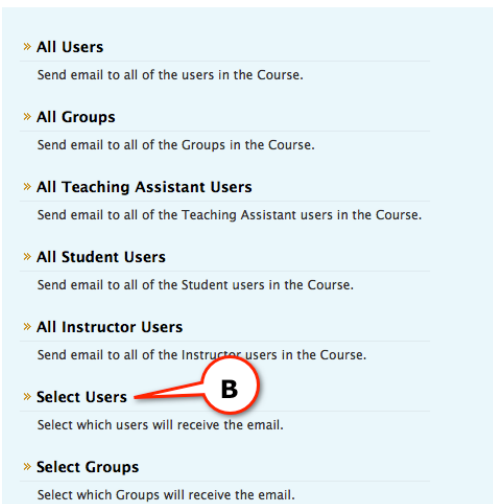 » All Users
Send email to all of the users in the Course.
» All Groups
Send email to all of the Groups in the Course.
» All Teaching Assistant Users
Send email to all of the Teaching Assistant users in the Course.
» All Student Users
Send email to all of the Student users in the Course.
» All Instructor Users
Send email to all of the Instructor users in the Course.
» Select Users
B
Select which users will receive the email.
» Select Groups
Select which Groups will receive the email.